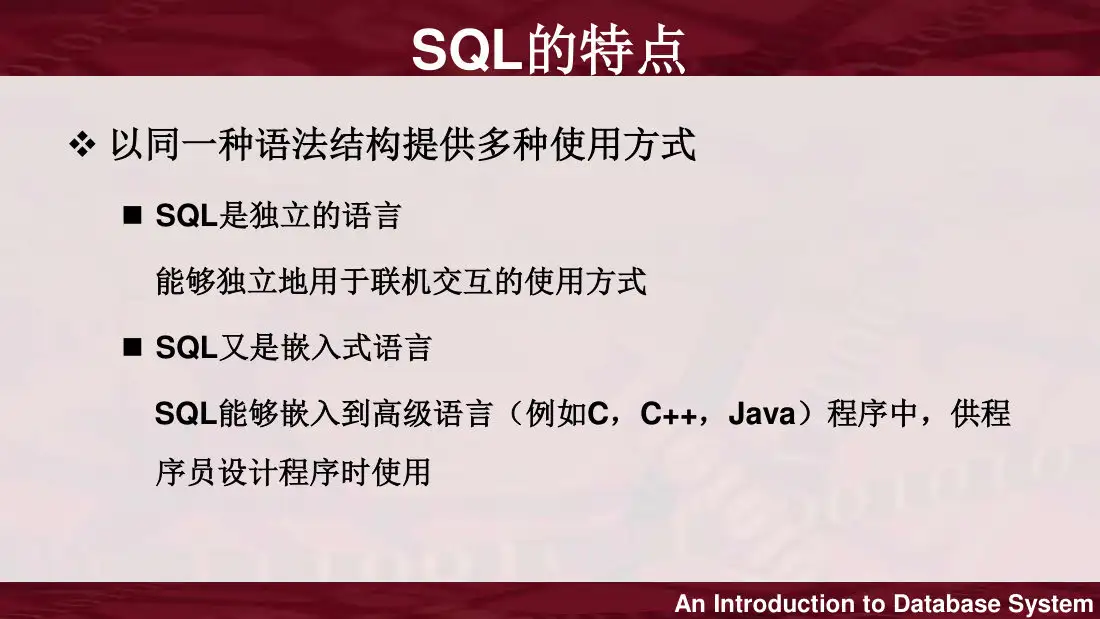 SQL的特点
以同一种语法结构提供多种使用方式
SQL是独立的语言
能够独立地用于联机交互的使用方式
SQL又是嵌入式语言
SQL能够嵌入到高级语言（例如C，C++，Java）程序中，供程
序员设计程序时使用
An Introduction to Database System